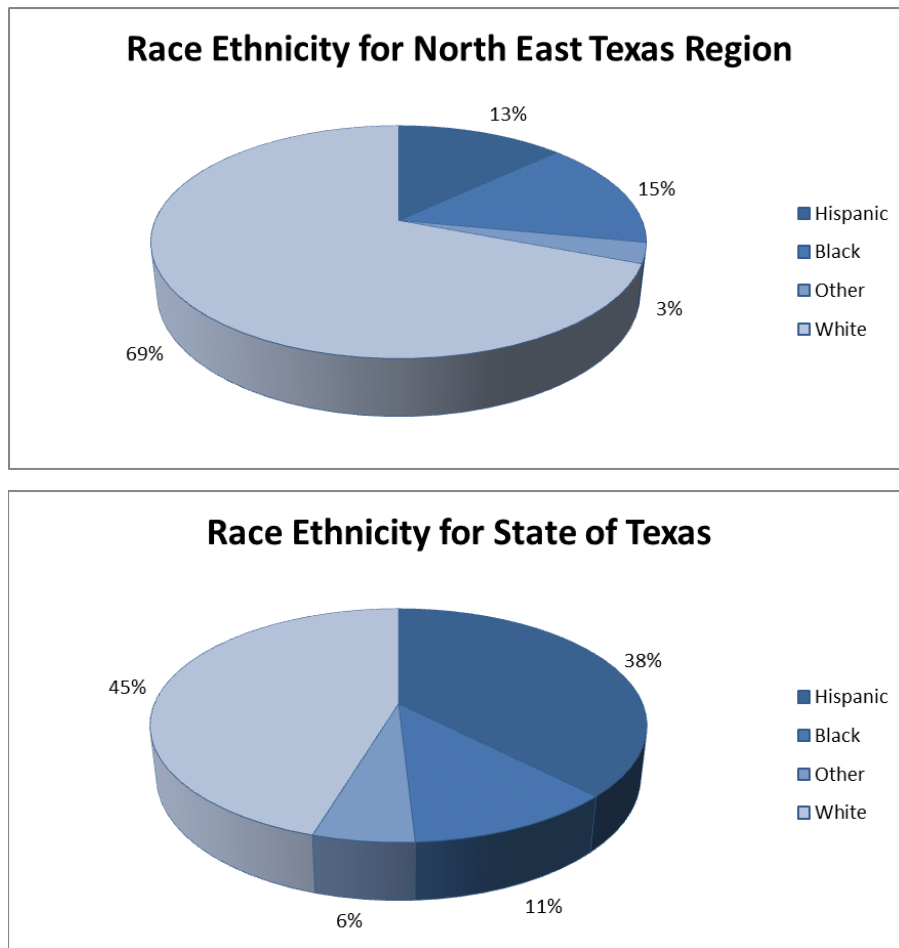 Race Ethnicity for North East Texas Region
13%
15%
3%
69%
Hispanic
Black
Other
White
Race Ethnicity for State of Texas
38%
11%
6%
45%
Hispanic
Black
Other
White